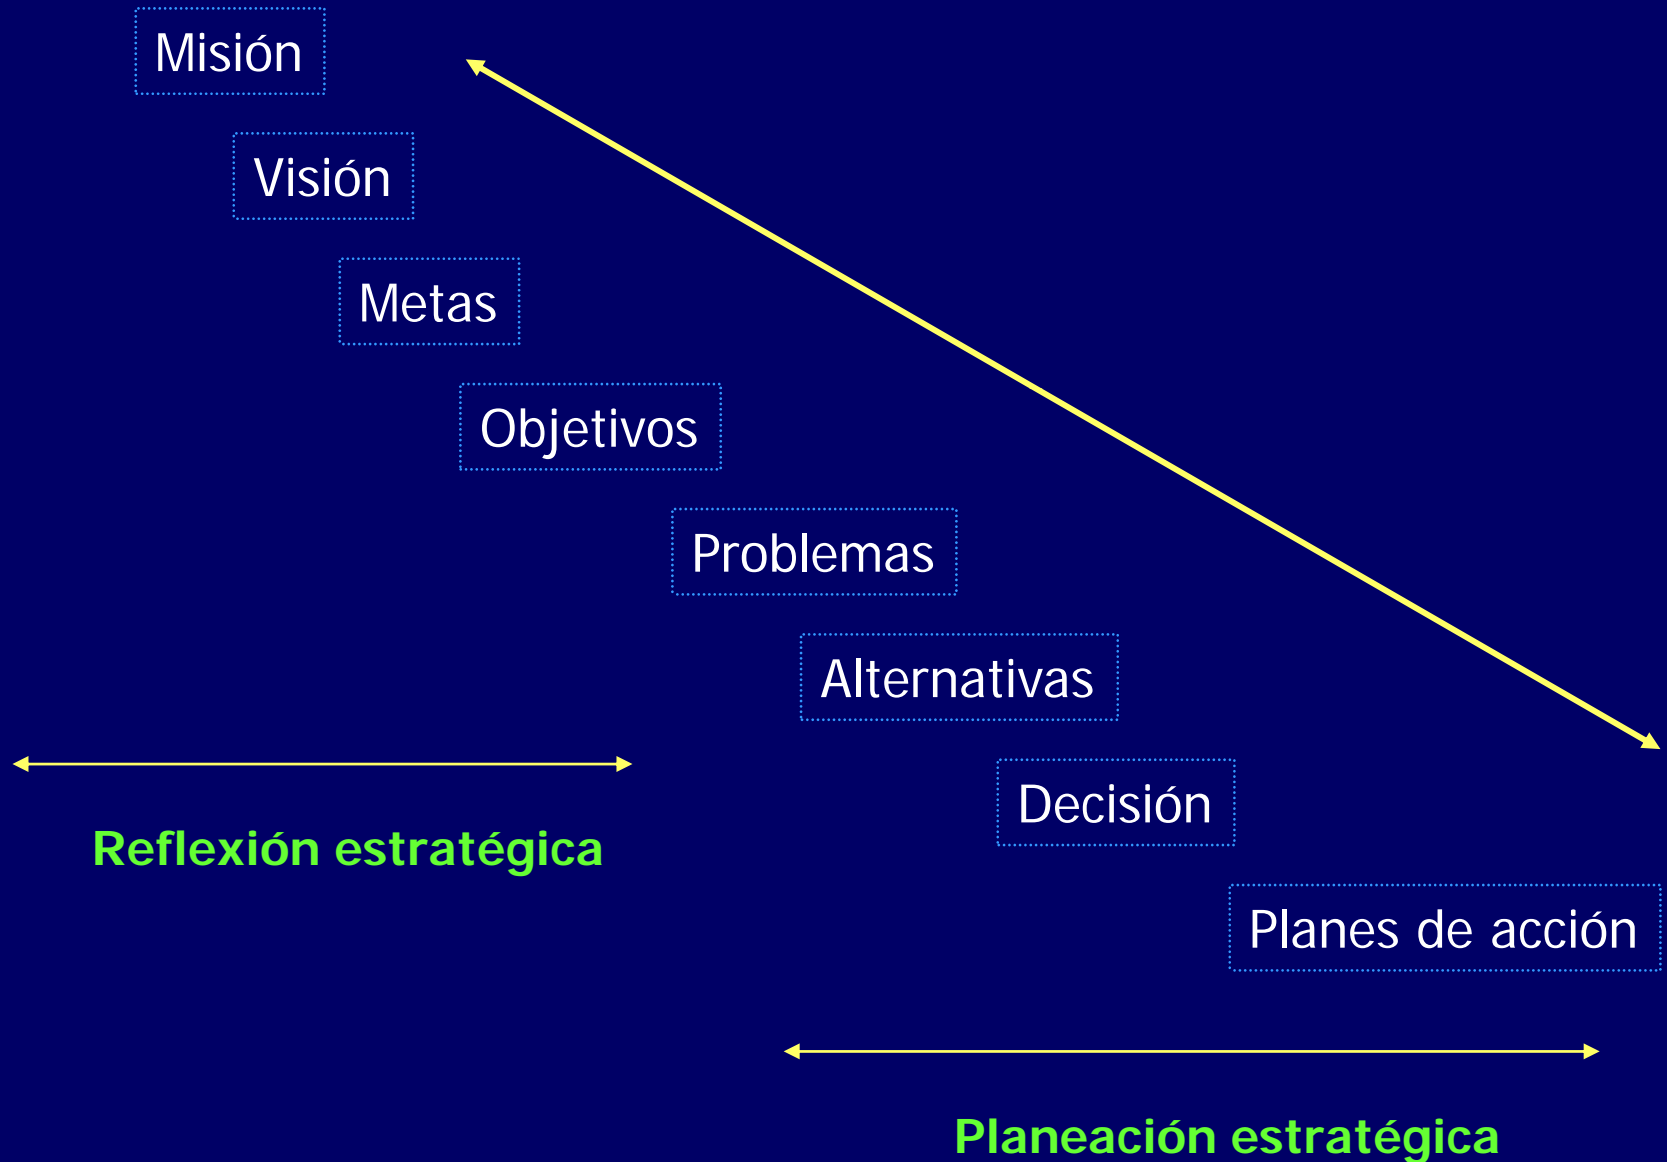 Misión
Visión
Metas
Objetivos
Problemas
Alternativas
Decisión
Reflexión estratégica
Planes de acción
Planeación estratégica